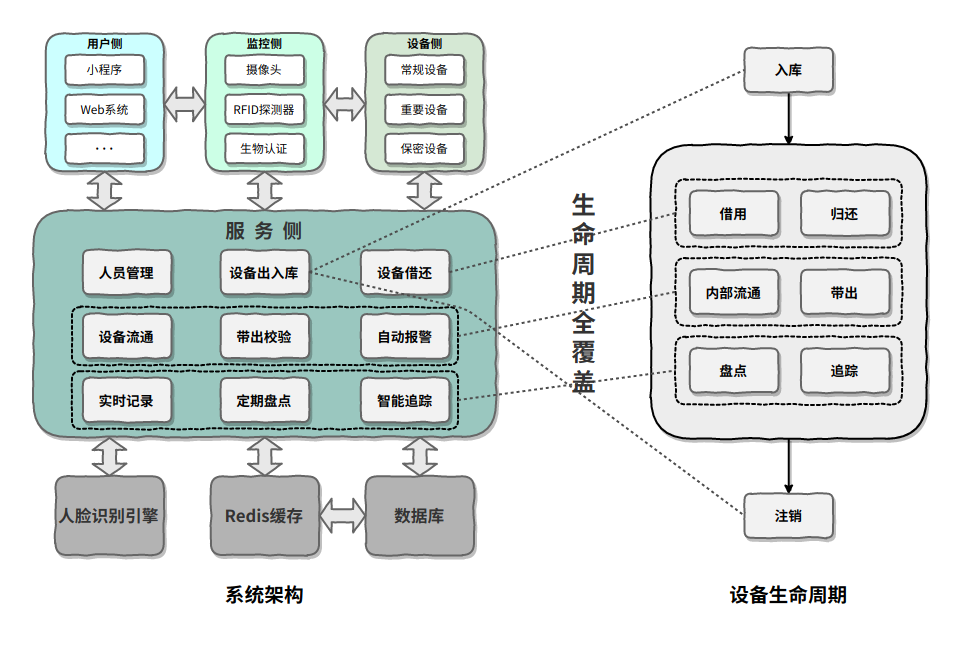 用户侧
小程序
Web系统
...
监控侧
摄像头
RFID探测器
生物认证
设备侧
常规设备
重要设备
保密设备
服务侧
人员管理
设备出入库
设备借还
设备流通
带出校验
自动报警
实时记录
定期盘点
智能追踪
人脸识别引擎
Redis缓存
数据库
系统架构
生命周期全覆盖
入库
借用
归还
内部流通
带出
盘点
追踪
注销
设备生命周期